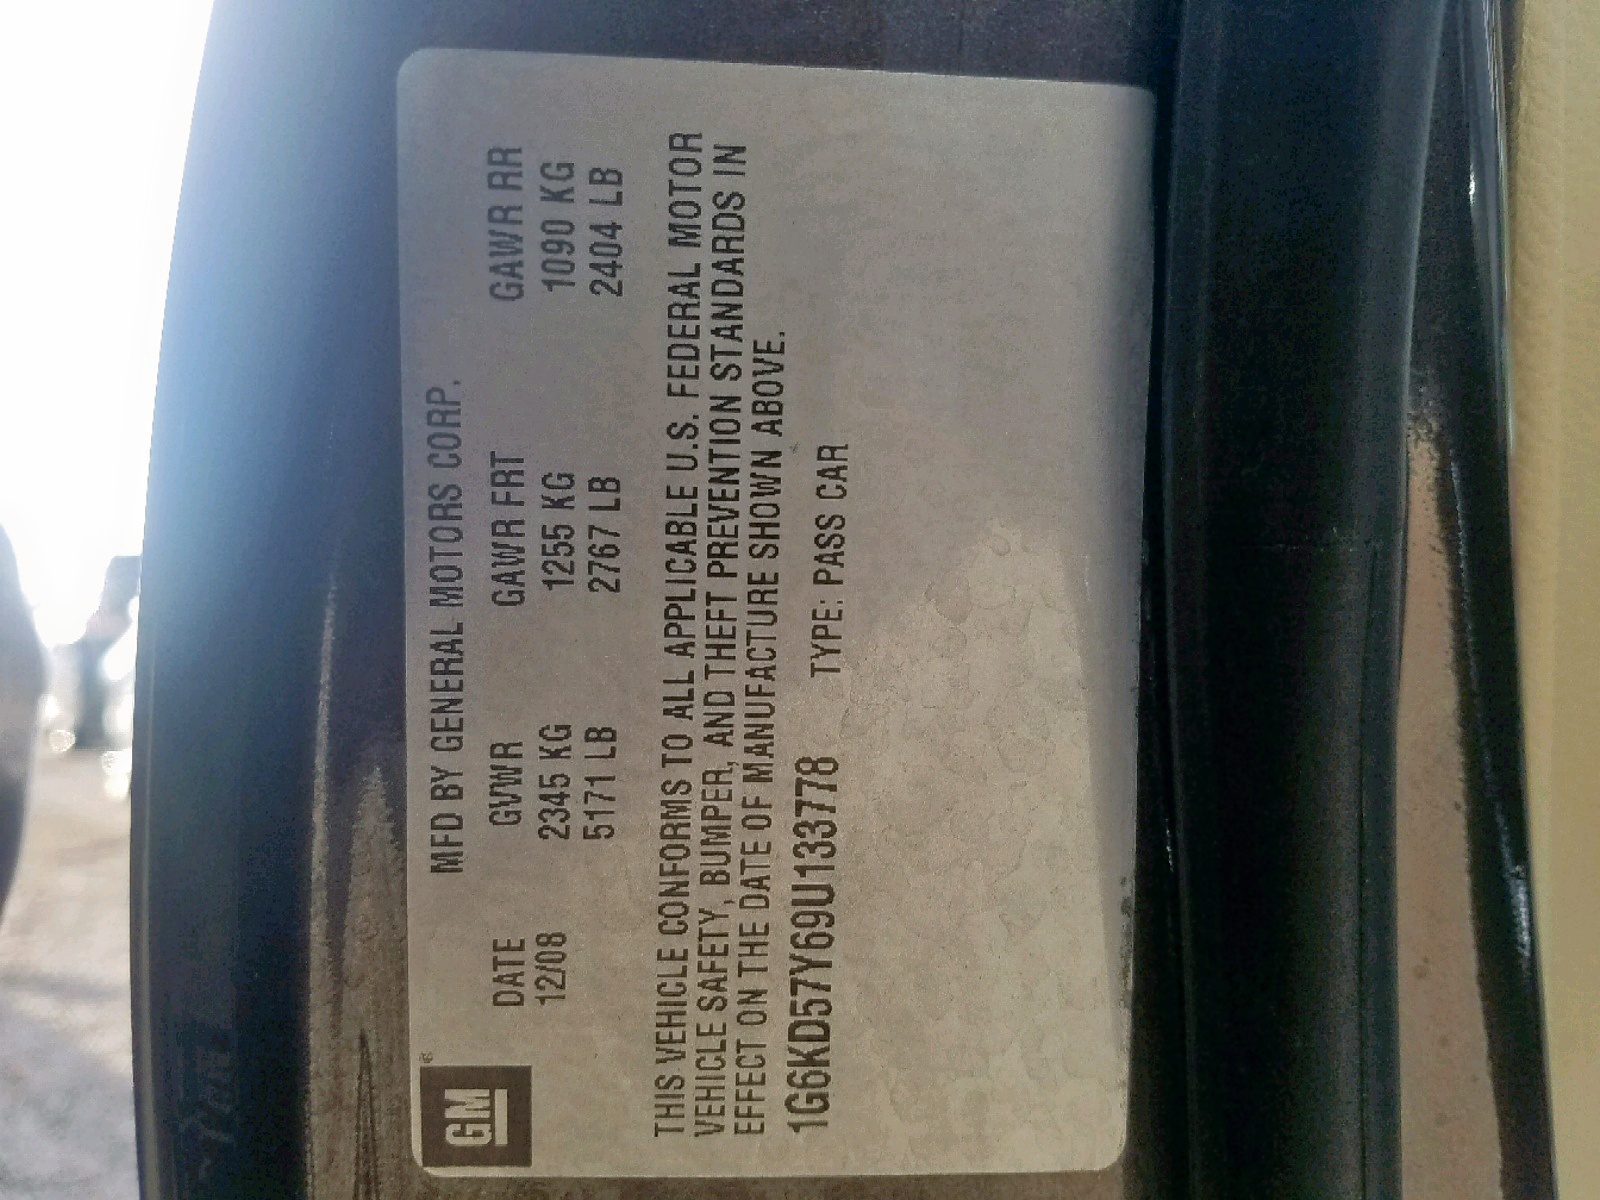 GM®
MFD BY GENERAL MOTORS CORP.
DATE GVWR GAWR FRT GAWR RR
12/08 2345 KG 1255 KG 1090 KG
5171 LB 2767 LB 2404 LB
THIS VEHICLE CONFORMS TO ALL APPLICABLE U.S. FEDERAL MOTOR
VEHICLE SAFETY, BUMPER, AND THEFT PREVENTION STANDARDS IN
EFFECT ON THE DATE OF MANUFACTURE SHOWN ABOVE.
1G6KD57Y69U133778 TYPE: PASS CAR